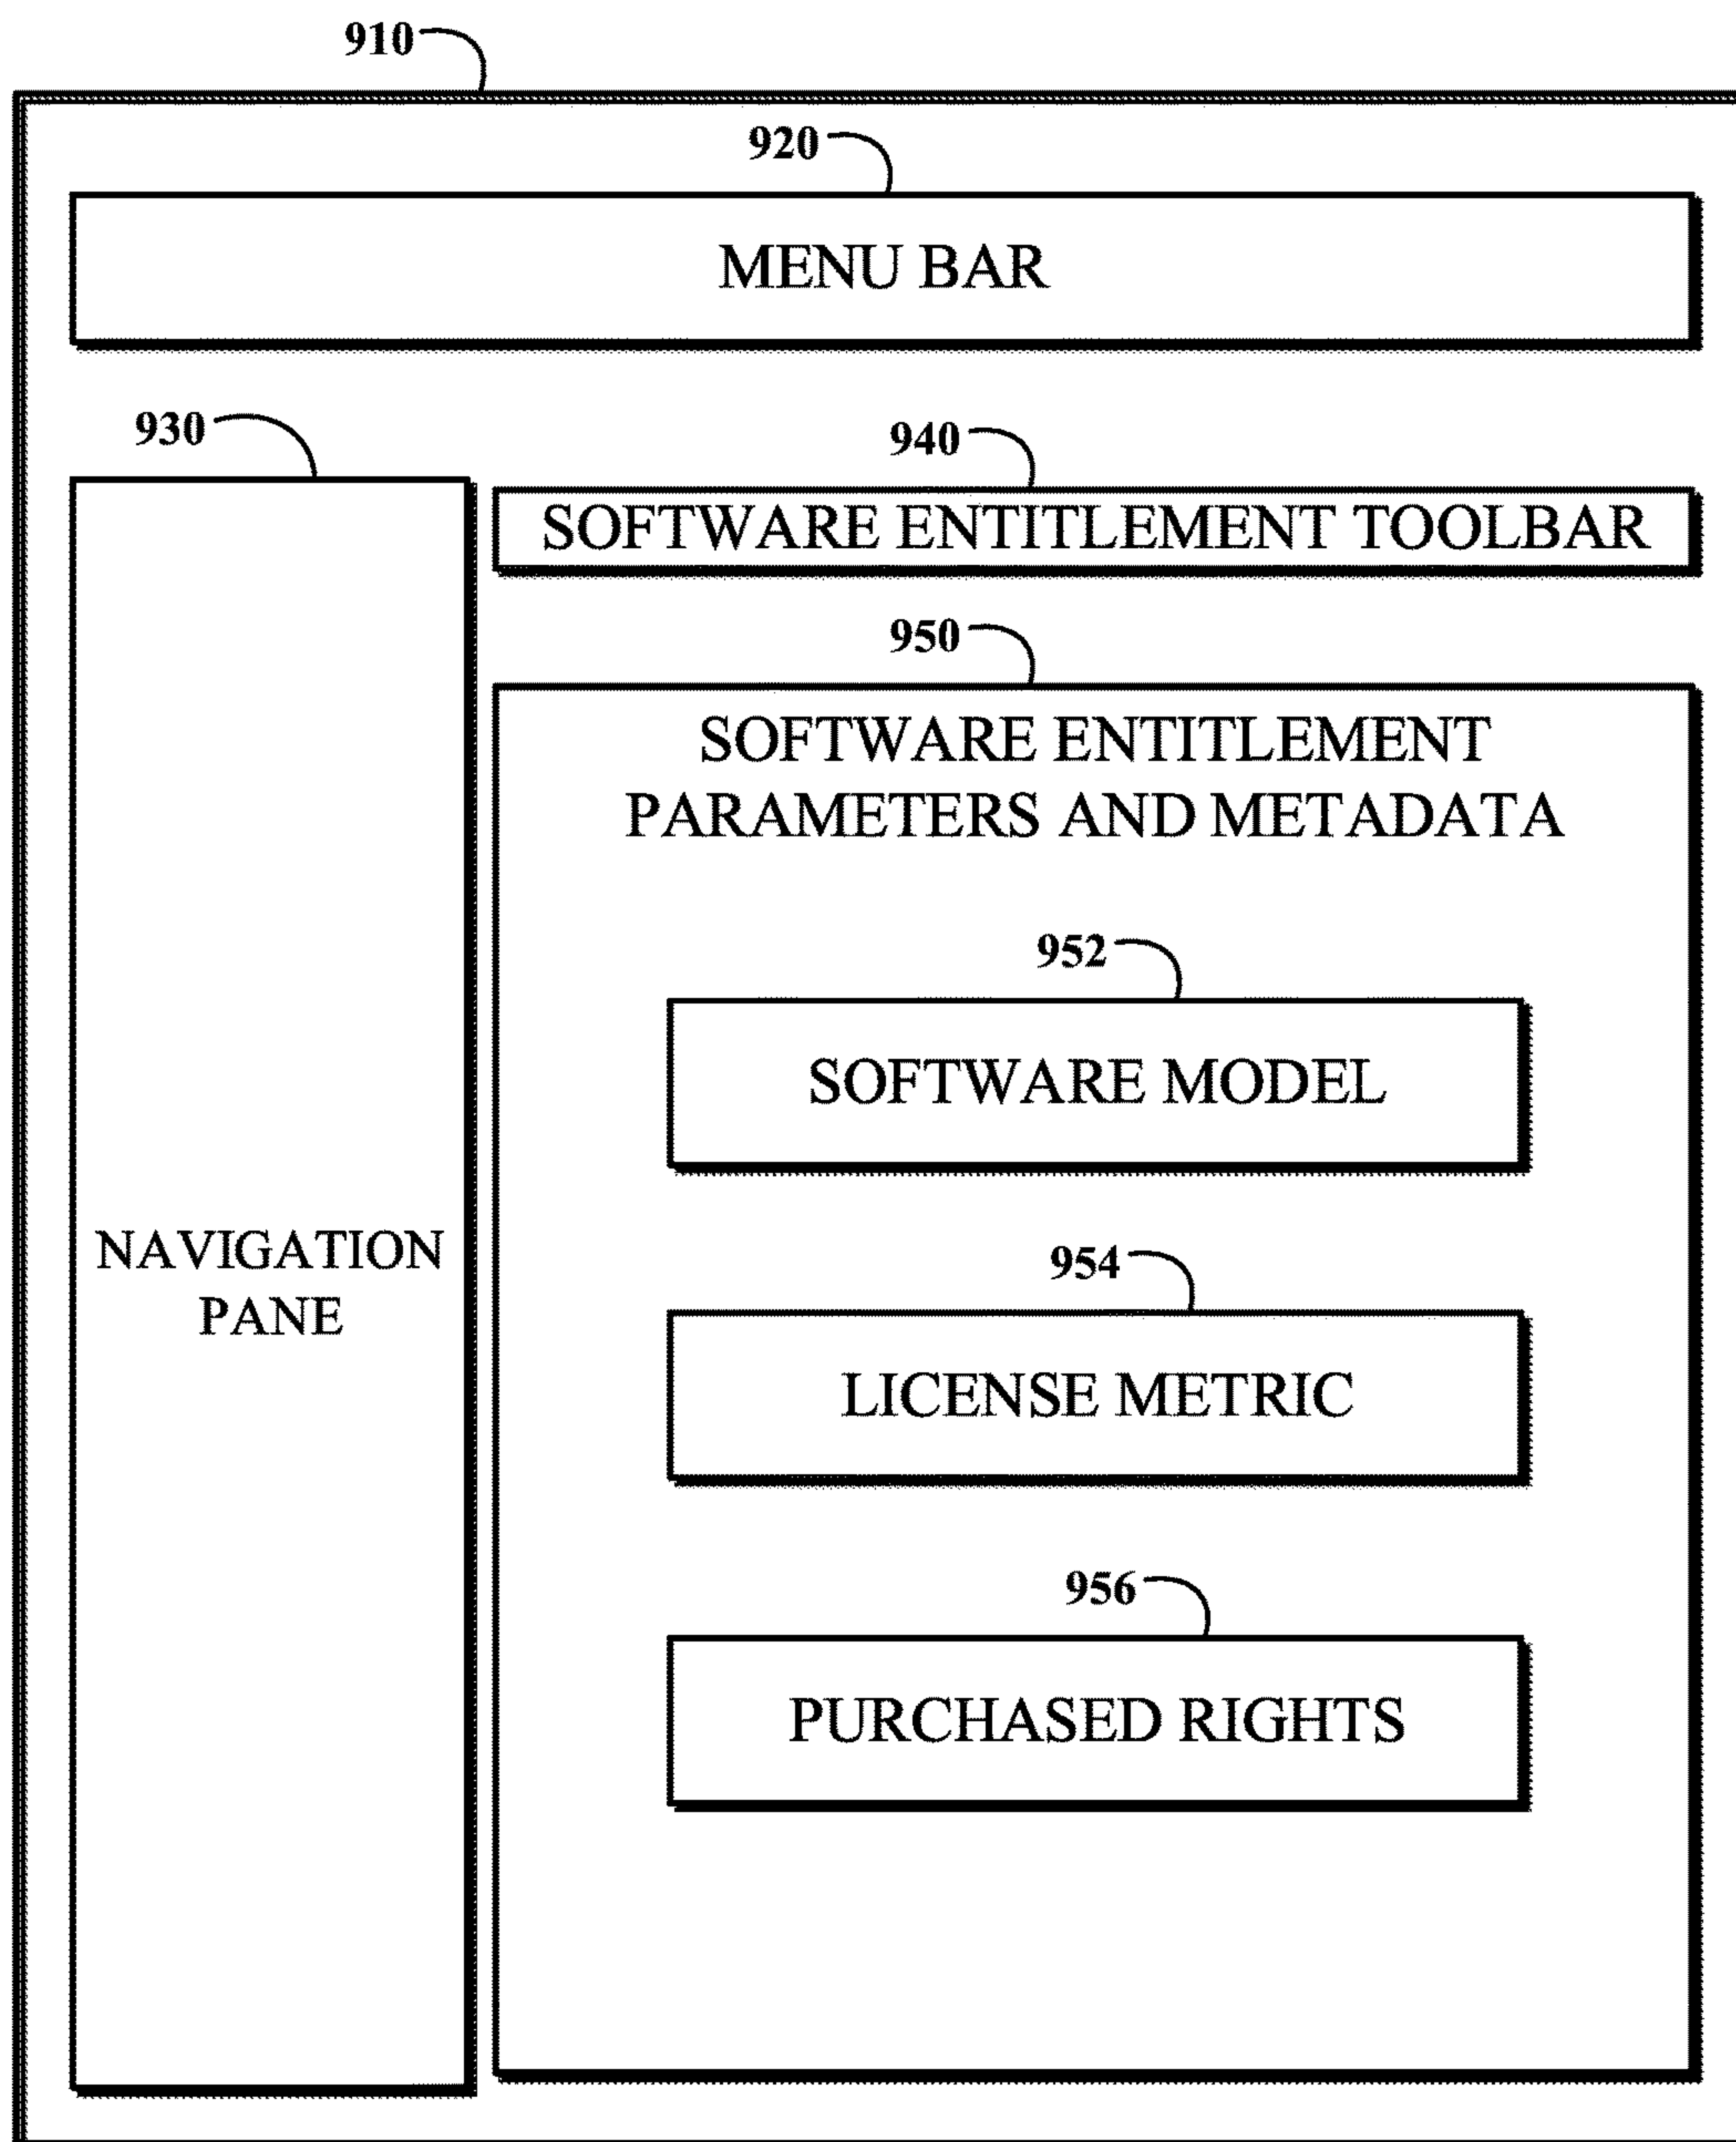 910
920
MENU BAR
930
NAVIGATION
PANE
940
SOFTWARE ENTITLEMENT TOOLBAR
950
SOFTWARE ENTITLEMENT
PARAMETERS AND METADATA
952
SOFTWARE MODEL
954
LICENSE METRIC
956
PURCHASED RIGHTS